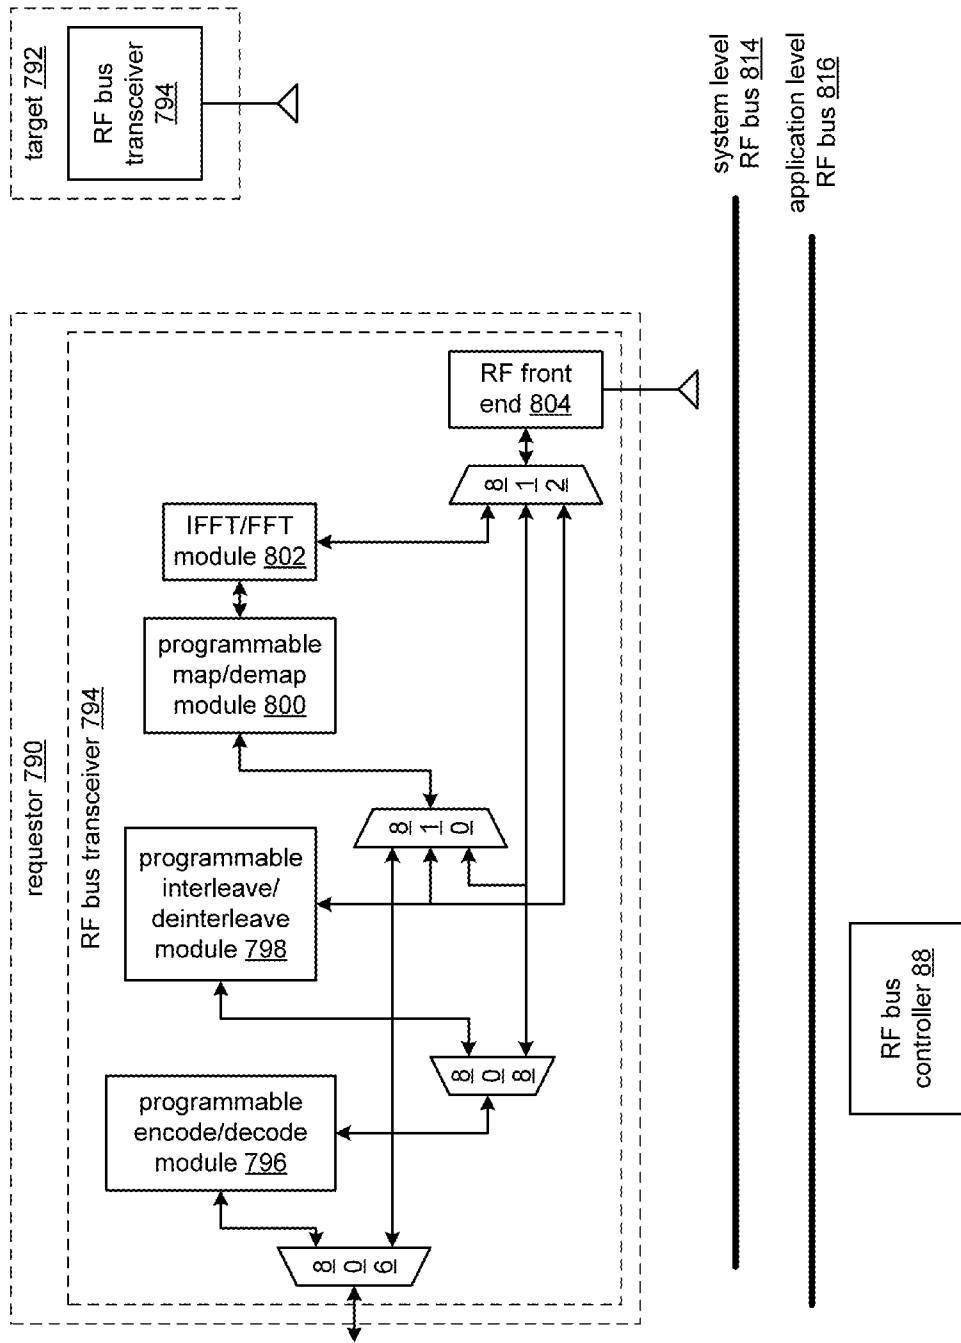 requestor 790
RF bus transceiver 794
programmable
encode/decode
module 796
programmable
interleave/
deinterleave
module 798
programmable
map/demap
module 800
IFFT/FFT
module 802
RF front
end 804
806
808
810
812
target 792
RF bus
transceiver
794
system level
RF bus 814
application level
RF bus 816
RF bus
controller 88